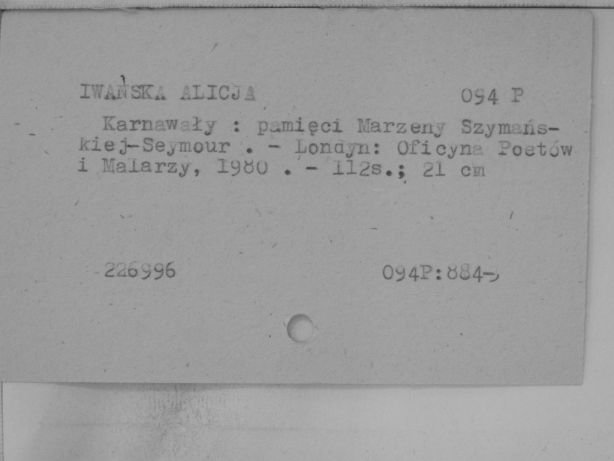 IWAŃSKA ALICJA 094 P
Karnawały : pamięci Marzeny Szymańs-
kiej-Seymour . - Londyn: Oficyna Poetów
i Malarzy, 1980 . - 112s.; 21 cm
226996 094P:884-